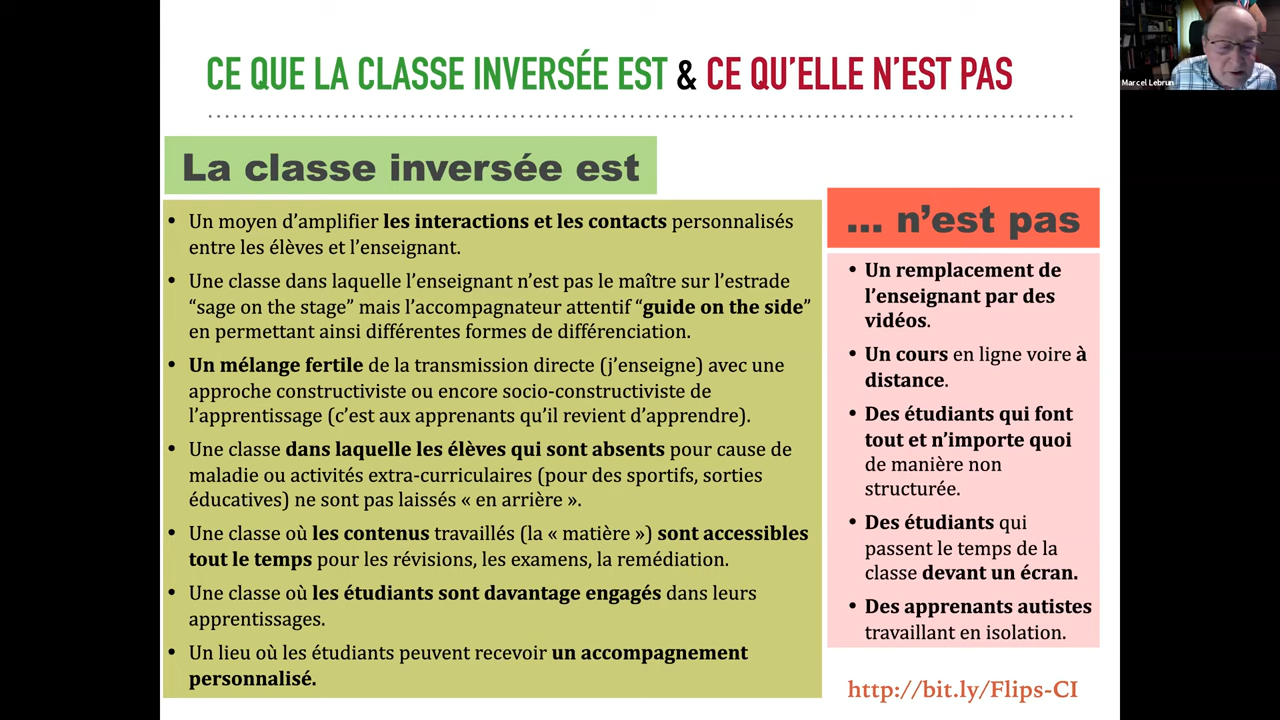 CE QUE LA CLASSE INVERSÉE EST & CE QU’ELLE N’EST PAS
La classe inversée est
• Un moyen d’amplifier les interactions et les contacts personnalisés
entre les élèves et l’enseignant.
• Une classe dans laquelle l’enseignant n’est pas le maître sur l’estrade
“sage on the stage” mais l’accompagnateur attentif “guide on the side”
en permettant ainsi différentes formes de différenciation.
• Un mélange fertile de la transmission directe (j’enseigne) avec une
approche constructiviste ou encore socio-constructiviste de
l’apprentissage (c’est aux apprenants qu’il revient d’apprendre).
• Une classe dans laquelle les élèves qui sont absents pour cause de
maladie ou activités extra-curriculaires (pour des sportifs, sorties
éducatives) ne sont pas laissés « en arrière ».
• Une classe où les contenus travaillés (la « matière ») sont accessibles
tout le temps pour les révisions, les examens, la remédiation.
• Une classe où les étudiants sont davantage engagés dans leurs
apprentissages.
• Un lieu où les étudiants peuvent recevoir un accompagnement
personnalisé.
... n’est pas
• Un remplacement de
l’enseignant par des
vidéos.
• Un cours en ligne voire à
distance.
• Des étudiants qui font
tout et n’importe quoi
de manière non
structurée.
• Des étudiants qui
passent le temps de la
classe devant un écran.
• Des apprenants autistes
travaillant en isolation.
http://bit.ly/Flips-CI
Marcel Lebrun